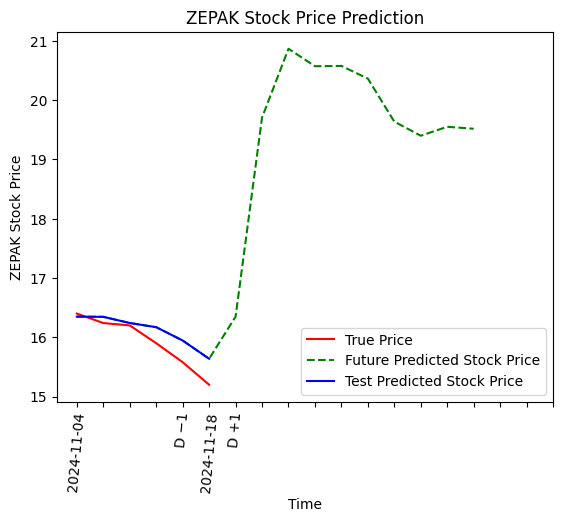 ZEPAK Stock Price Prediction
ZEPAK Stock Price
21
20
19
18
17
16
15
True Price
Future Predicted Stock Price
Test Predicted Stock Price
2024-11-04
D −1
2024-11-18
D +1
Time